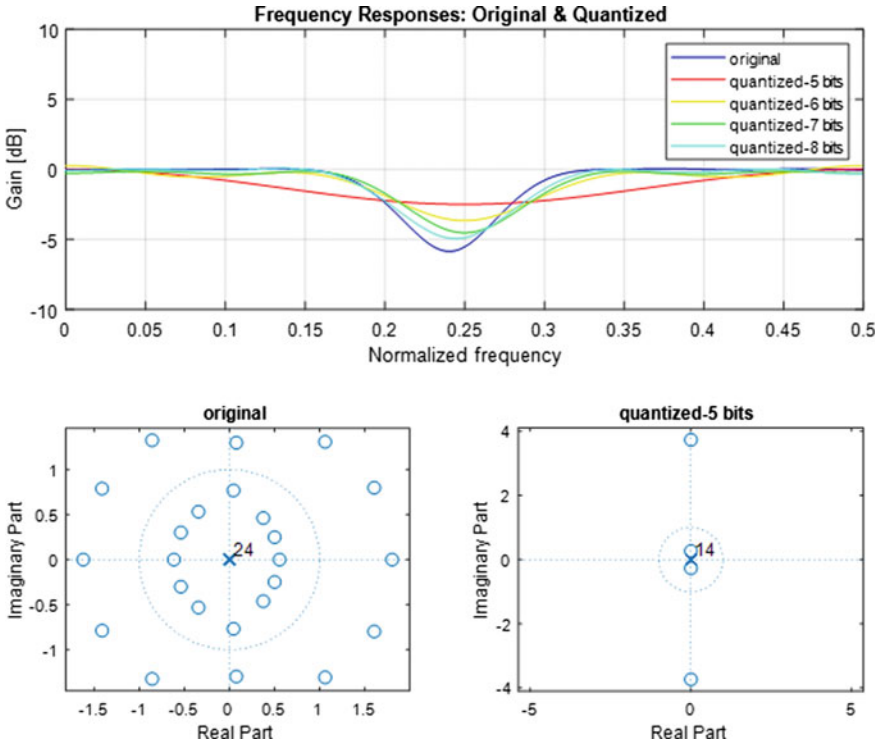 Frequency Responses: Original & Quantized
10
5
0
-5
-10
Gain [dB]
original
quantized-5 bits
quantized-6 bits
quantized-7 bits
quantized-8 bits
0 0.05 0.1 0.15 0.2 0.25 0.3 0.35 0.4 0.45 0.5
Normalized frequency
original
1
0.5
0
-0.5
-1
Imaginary Part
24
-1.5 -1 -0.5 0 0.5 1 1.5
Real Part
quantized-5 bits
4
2
0
-2
-4
Imaginary Part
14
-5 0 5
Real Part